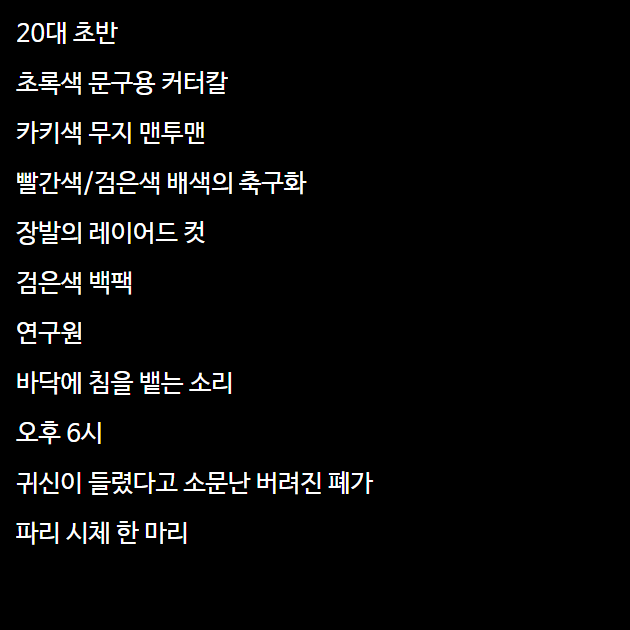 20대 초반
초록색 문구용 커터칼
카키색 무지 맨투맨
빨간색/검은색 배색의 축구화
장발의 레이어드 컷
검은색 백팩
연구원
바닥에 침을 뱉는 소리
오후 6시
귀신이 들렸다고 소문난 버려진 폐가
파리 시체 한 마리